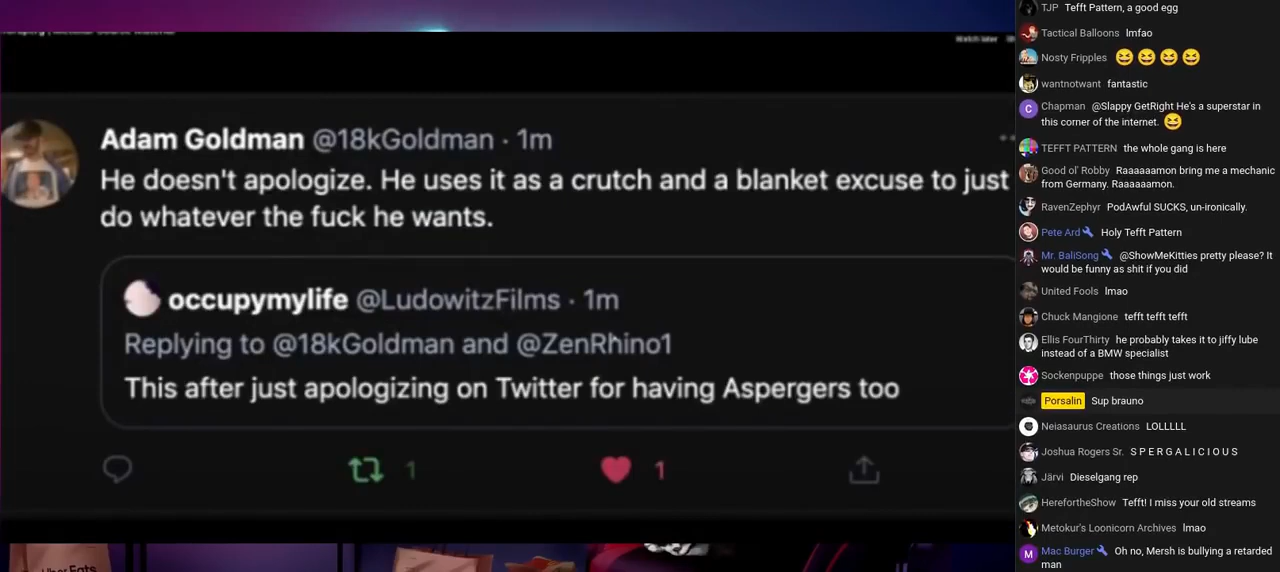 Adam Goldman @18kGoldman · 1m
He doesn't apologize. He uses it as a crutch and a blanket excuse to just
do whatever the fuck he wants.
occupymylife @LudowitzFilms · 1m
Replying to @18kGoldman and @ZenRhino1
This after just apologizing on Twitter for having Aspergers too
1
1
Uber Eats
TJP Tefft Pattern, a good egg
Tactical Balloons lmfao
Nosty Fripples 😆 😆 😆 😆
wantnotwant fantastic
C Chapman @Slappy GetRight He's a superstar in
this corner of the internet. 😆
TEFFT PATTERN the whole gang is here
Good ol' Robby Raaaaaamon bring me a mechanic
from Germany. Raaaaaamon.
RavenZephyr PodAwful SUCKS, un-ironically.
Pete Ard Holy Tefft Pattern
Mr. BaliSong @ShowMeKitties pretty please? It
would be funny as shit if you did
United Fools lmao
Chuck Mangione tefft tefft tefft
Ellis FourThirty he probably takes it to jiffy lube
instead of a BMW specialist
Sockenpuppe those things just work
Porsalin Sup brauno
Neiasaurus Creations LOLLLLL
Joshua Rogers Sr. S P E R G A L I C I O U S
Järvi Dieselgang rep
HerefortheShow Tefft! I miss your old streams
Metokur's Loonicorn Archives lmao
M Mac Burger Oh no, Mersh is bullying a retarded
man